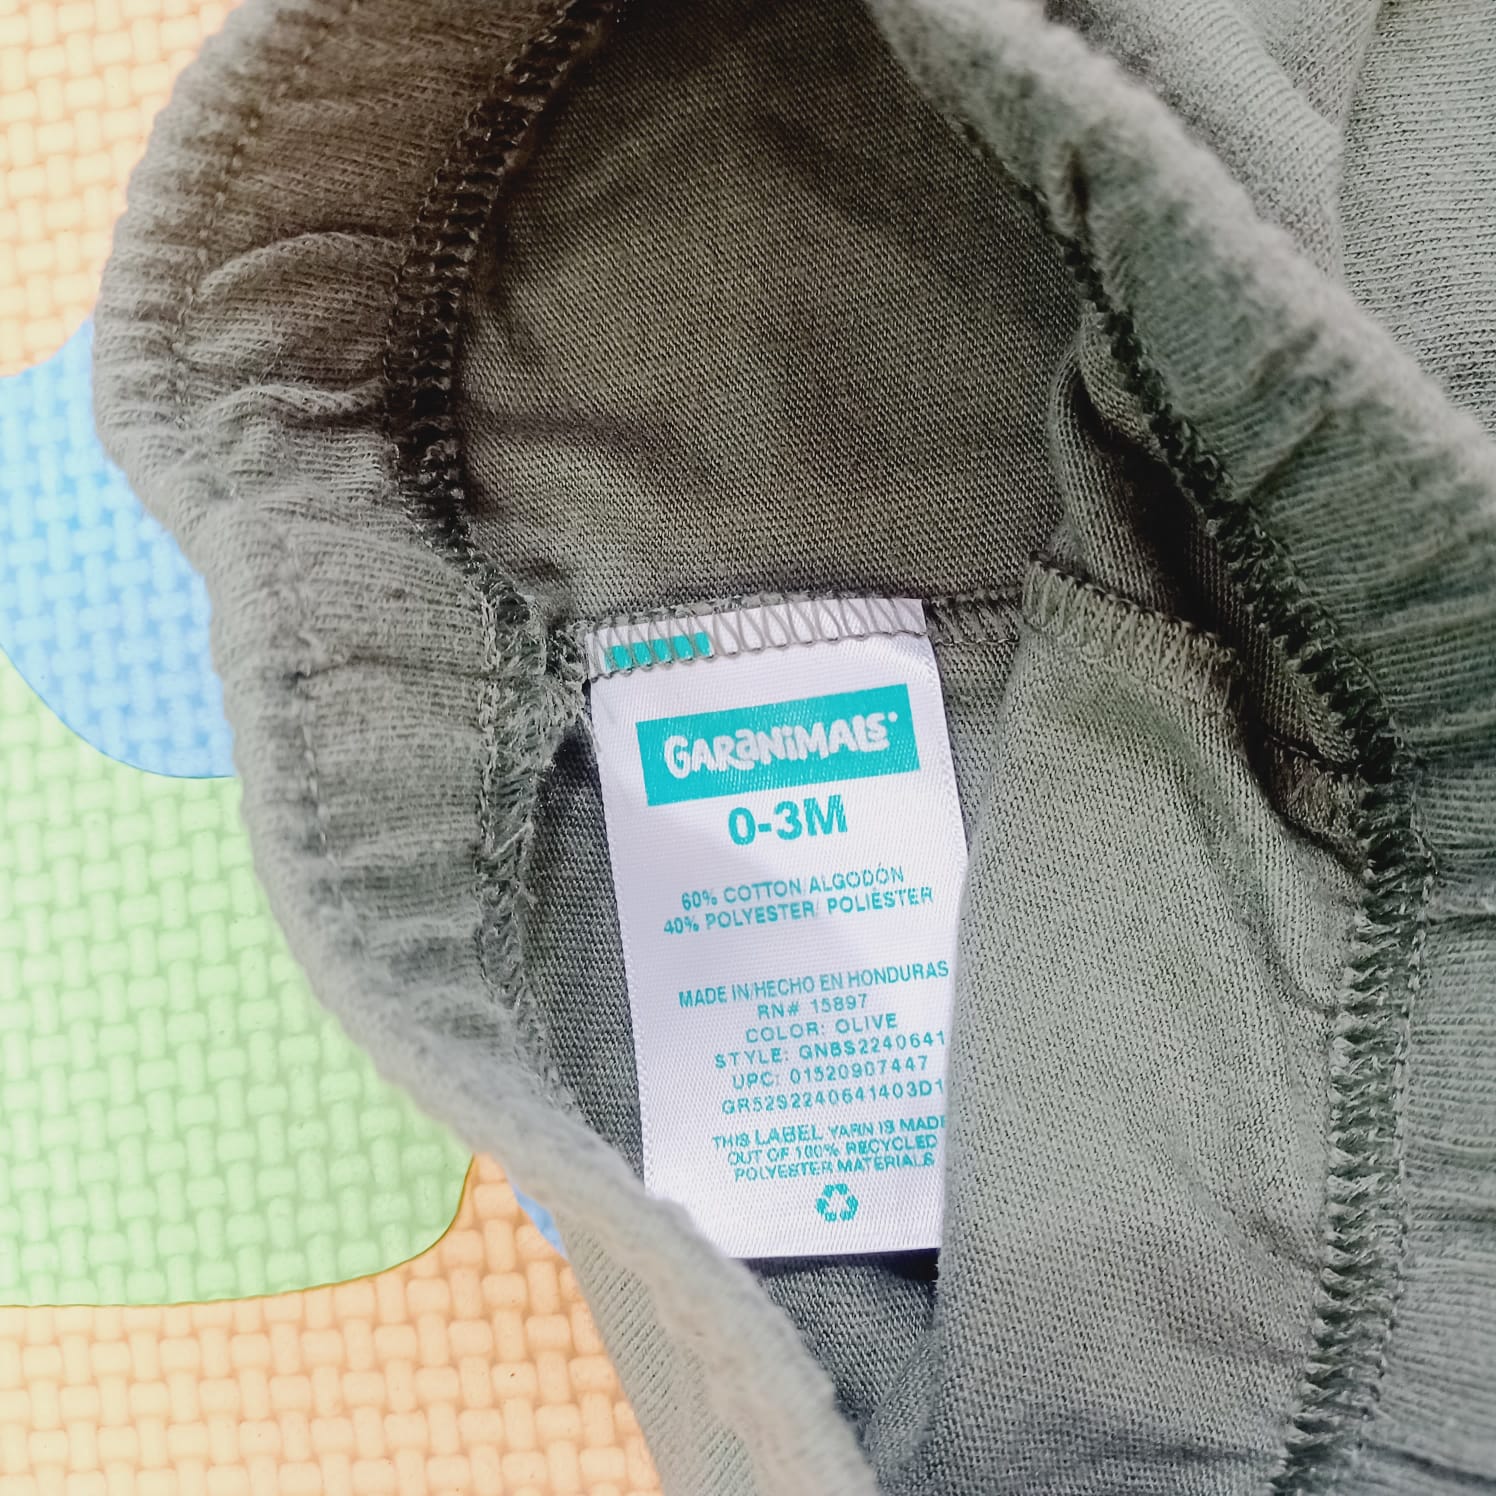 GARANIMALS
0-3M
60% COTTON/ALGODÓN
40% POLYESTER/ POLIÉSTER
MADE IN/HECHO EN HONDURAS
RN# 15897
COLOR: OLIVE
STYLE: GNBS2240641
UPC: 01520907447
GR52S2240641403D1
THIS LABEL YARN IS MADE
OUT OF 100% RECYCLED
POLYESTER MATERIALS